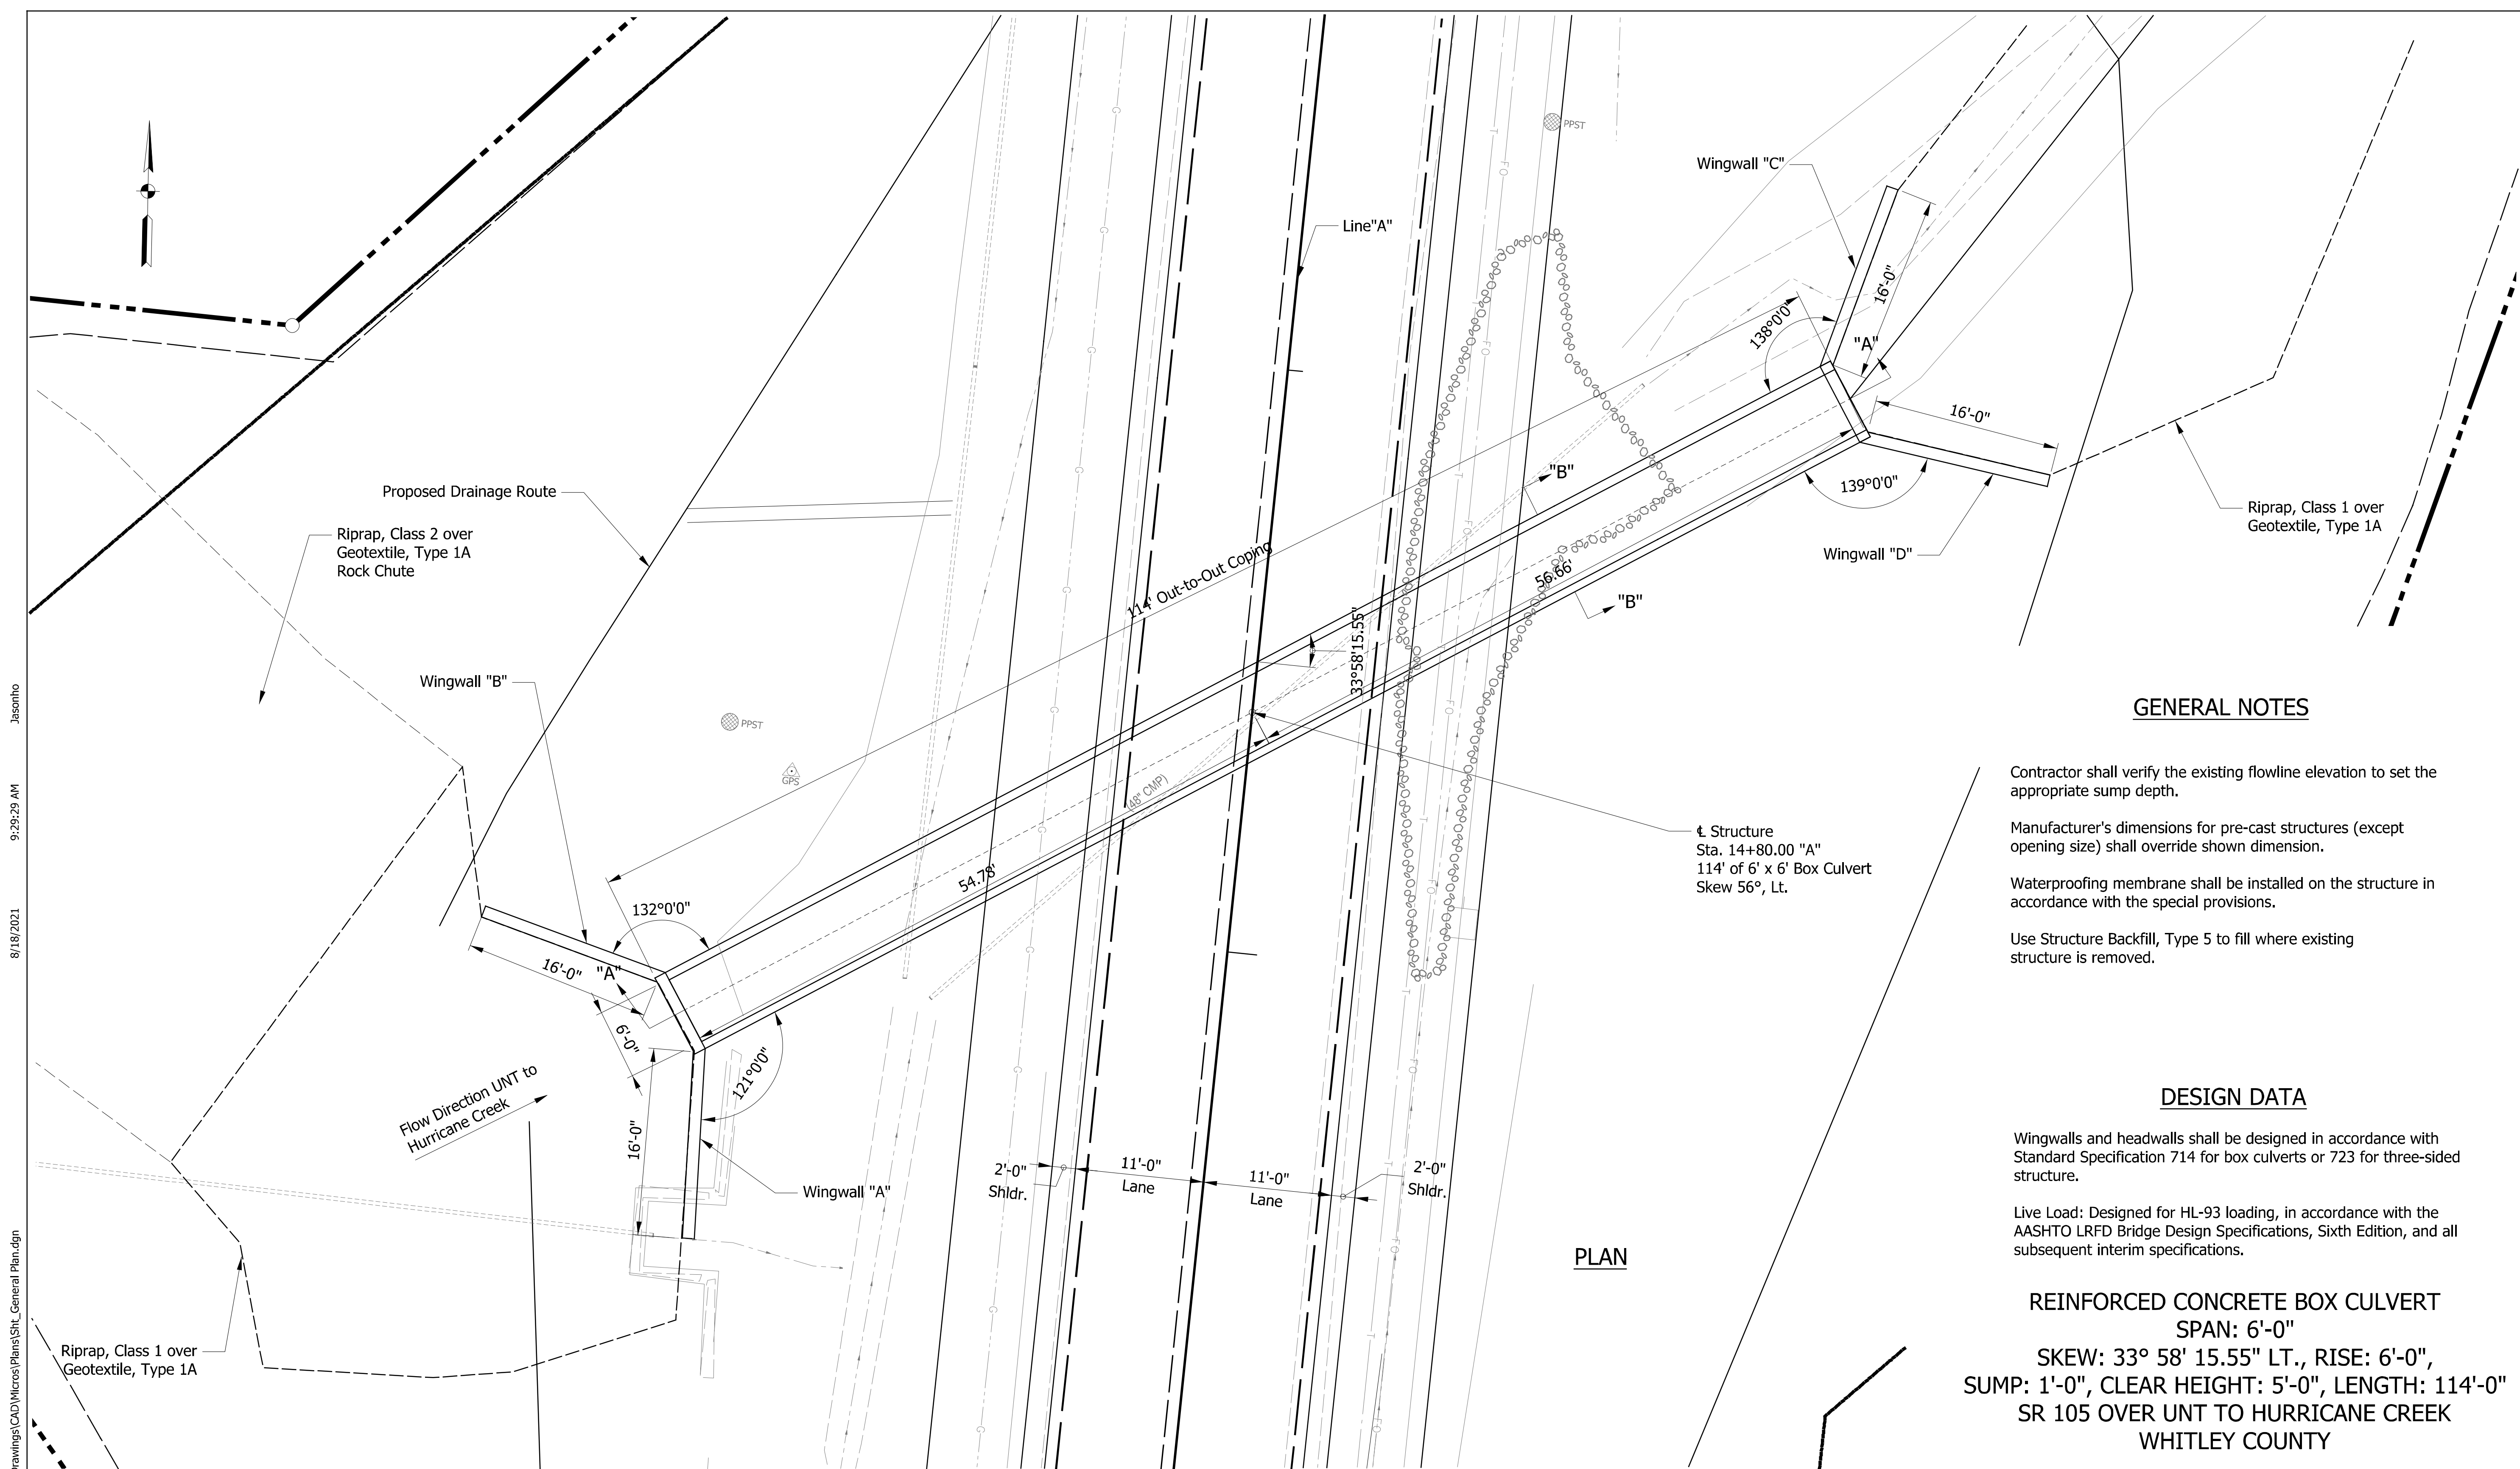 PPST
Wingwall "C"
Line"A"
16'-0"
138°0'0"
"A"
16'-0"
"B"
139°0'0"
Wingwall "D"
Riprap, Class 1 over
Geotextile, Type 1A
Proposed Drainage Route
Riprap, Class 2 over
Geotextile, Type 1A
Rock Chute
114' Out-to-Out Coping
56.66'
"B"
33°58'15.55"
Wingwall "B"
PPST
GPS
(48" CMP)
℄ Structure
Sta. 14+80.00 "A"
114' of 6' x 6' Box Culvert
Skew 56°, Lt.
54.78'
132°0'0"
16'-0"
"A"
6'-0"
121°0'0"
16'-0"
Flow Direction UNT to
Hurricane Creek
Wingwall "A"
2'-0"
Shldr.
11'-0"
Lane
11'-0"
Lane
2'-0"
Shldr.
Riprap, Class 1 over
Geotextile, Type 1A
PLAN
GENERAL NOTES
Contractor shall verify the existing flowline elevation to set the
appropriate sump depth.
Manufacturer's dimensions for pre-cast structures (except
opening size) shall override shown dimension.
Waterproofing membrane shall be installed on the structure in
accordance with the special provisions.
Use Structure Backfill, Type 5 to fill where existing
structure is removed.
DESIGN DATA
Wingwalls and headwalls shall be designed in accordance with
Standard Specification 714 for box culverts or 723 for three-sided
structure.
Live Load: Designed for HL-93 loading, in accordance with the
AASHTO LRFD Bridge Design Specifications, Sixth Edition, and all
subsequent interim specifications.
REINFORCED CONCRETE BOX CULVERT
SPAN: 6'-0"
SKEW: 33° 58' 15.55" LT., RISE: 6'-0",
SUMP: 1'-0", CLEAR HEIGHT: 5'-0", LENGTH: 114'-0"
SR 105 OVER UNT TO HURRICANE CREEK
WHITLEY COUNTY
Jasonho
9:29:29 AM
8/18/2021
Drawings\CAD\Micros\Plans\Sht_General Plan.dgn